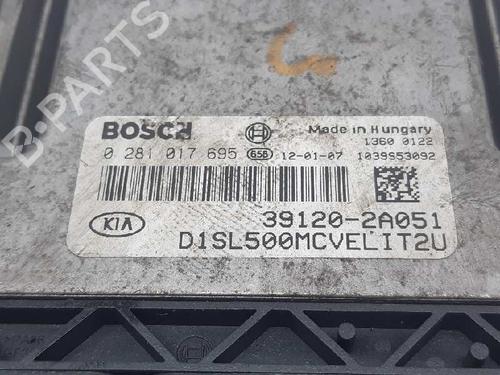 B-PARTS
BOSCH
Made in Hungary
1360 0122
0 281 017 695 656 12-01-07 1039S53092
KIA
39120-2A051
D1SL500MCVELIT2U